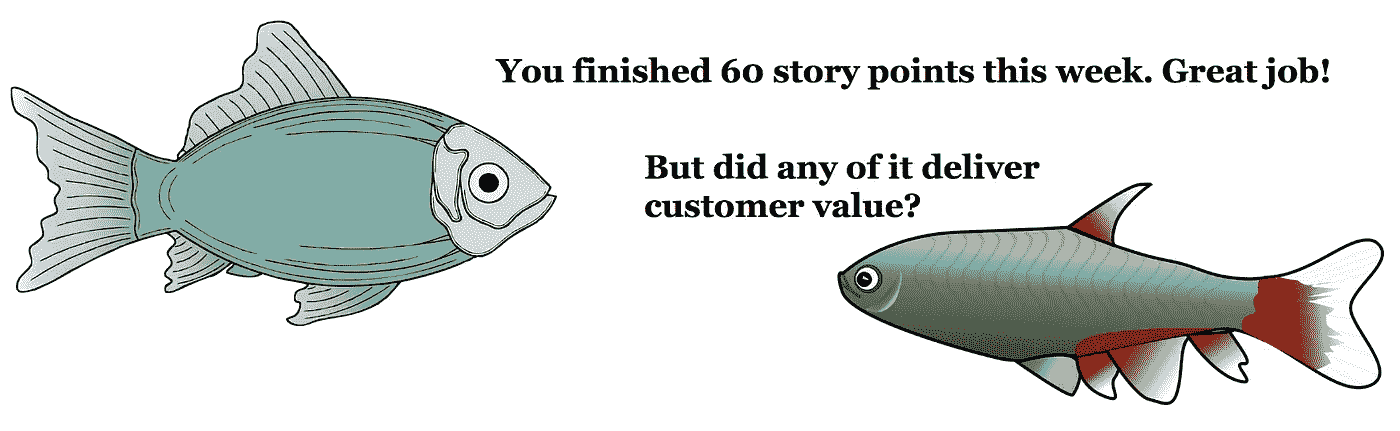 You finished 60 story points this week. Great job!
But did any of it deliver
customer value?